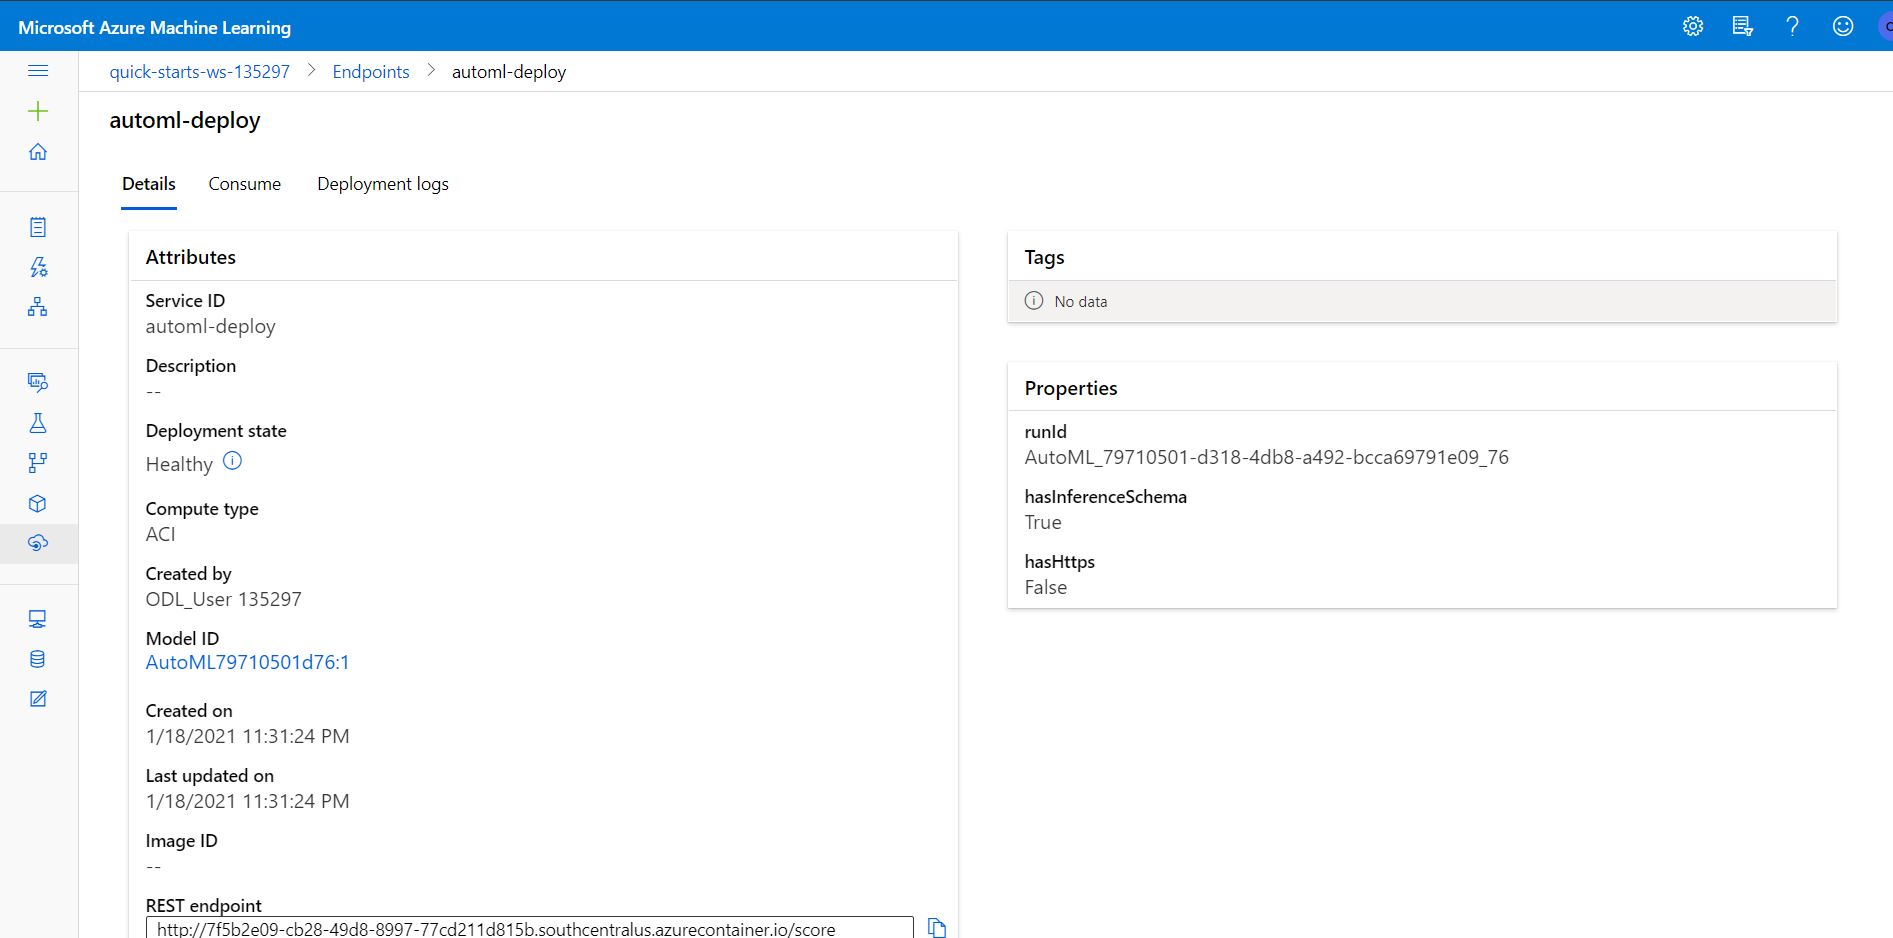 Microsoft Azure Machine Learning
quick-starts-ws-135297 > Endpoints > automl-deploy
automl-deploy
Details Consume Deployment logs
Attributes
Service ID
automl-deploy
Description
--
Deployment state
Healthy
Compute type
ACI
Created by
ODL_User 135297
Model ID
AutoML79710501d76:1
Created on
1/18/2021 11:31:24 PM
Last updated on
1/18/2021 11:31:24 PM
Image ID
--
REST endpoint
http://7f5b2e09-cb28-49d8-8997-77cd211d815b.southcentralus.azurecontainer.io/score
Tags
No data
Properties
runId
AutoML_79710501-d318-4db8-a492-bcca69791e09_76
hasInferenceSchema
True
hasHttps
False